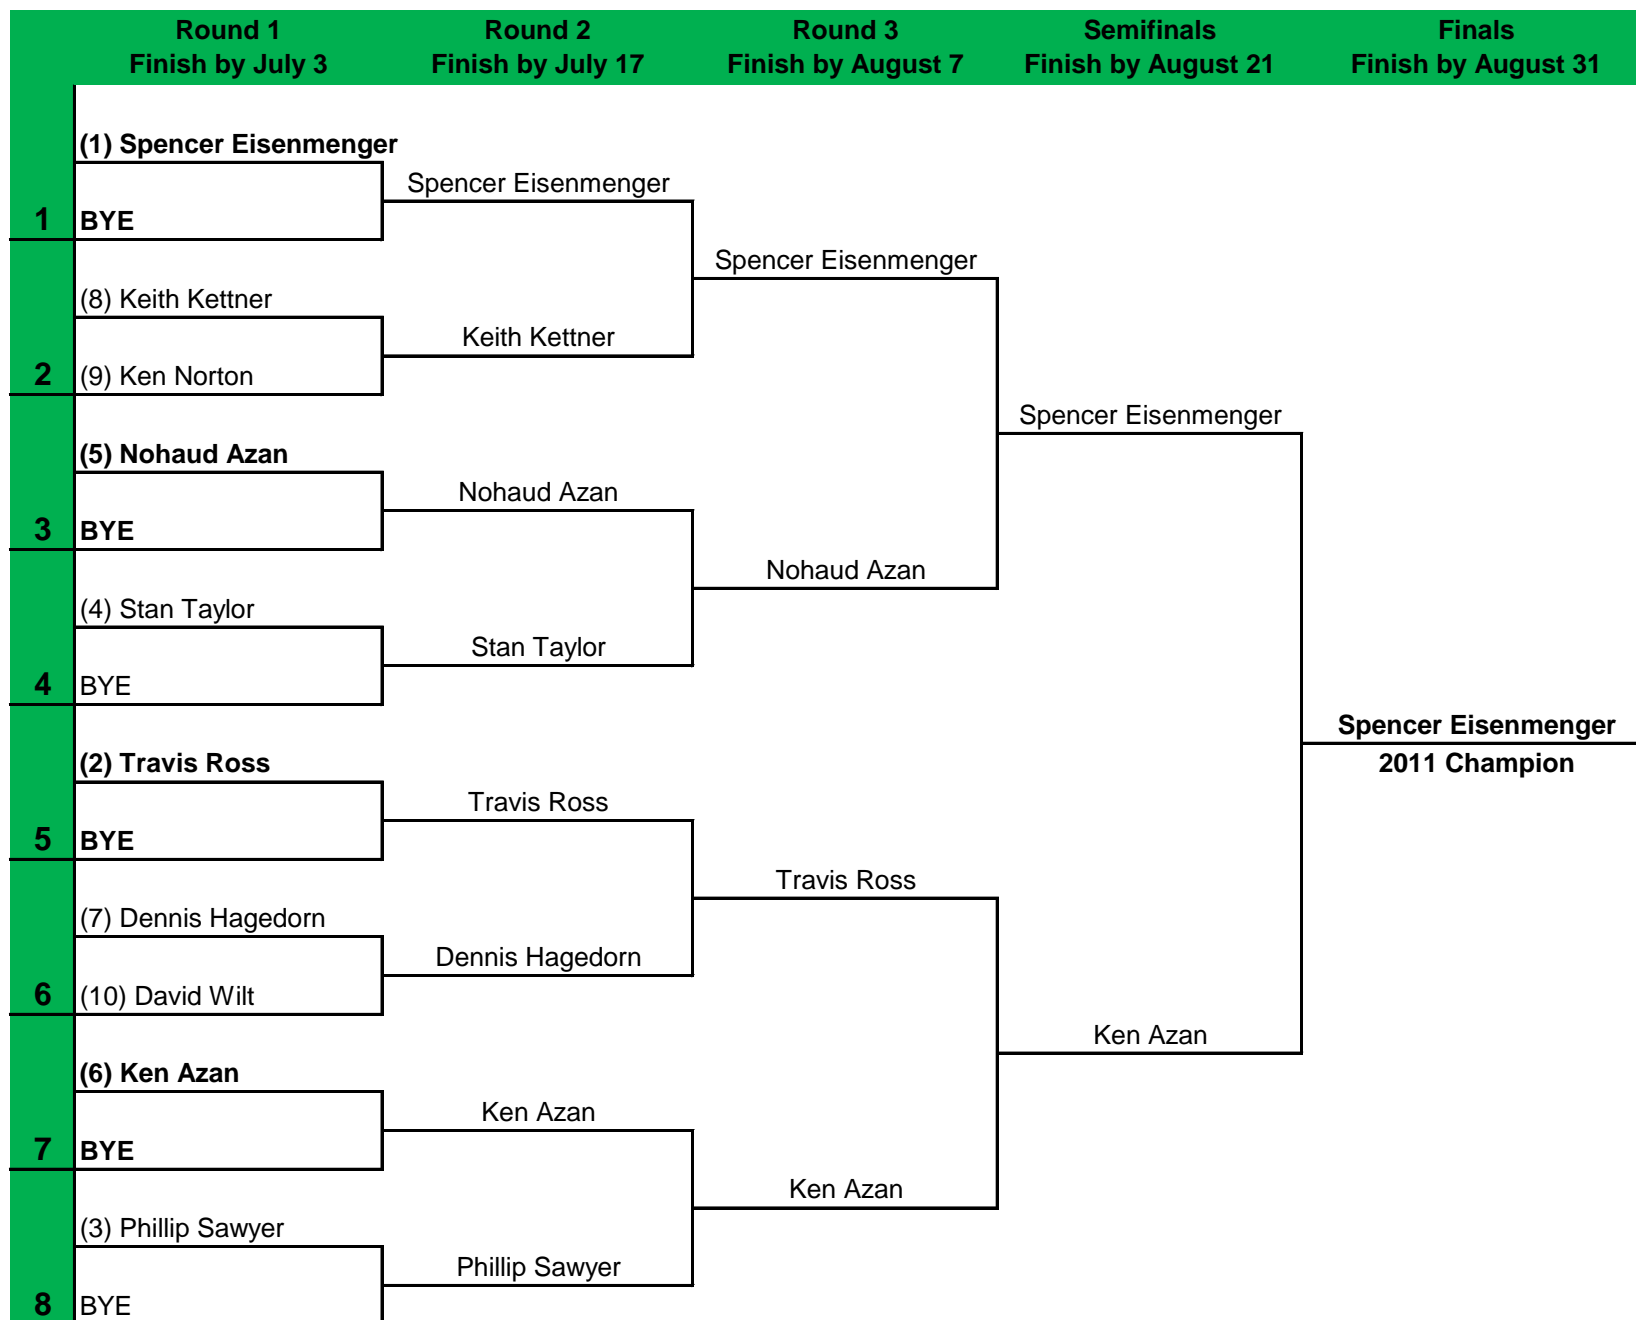 Round 1
Finish by July 3
Round 2
Finish by July 17
Round 3
Finish by August 7
Semifinals
Finish by August 21
Finals
Finish by August 31
(1) Spencer Eisenmenger
1 BYE
(8) Keith Kettner
2 (9) Ken Norton
(5) Nohaud Azan
3 BYE
(4) Stan Taylor
4 BYE
(2) Travis Ross
5 BYE
(7) Dennis Hagedorn
6 (10) David Wilt
(6) Ken Azan
7 BYE
(3) Phillip Sawyer
8 BYE
Spencer Eisenmenger
Keith Kettner
Nohaud Azan
Stan Taylor
Travis Ross
Dennis Hagedorn
Ken Azan
Phillip Sawyer
Spencer Eisenmenger
Nohaud Azan
Travis Ross
Ken Azan
Spencer Eisenmenger
Ken Azan
Spencer Eisenmenger
2011 Champion